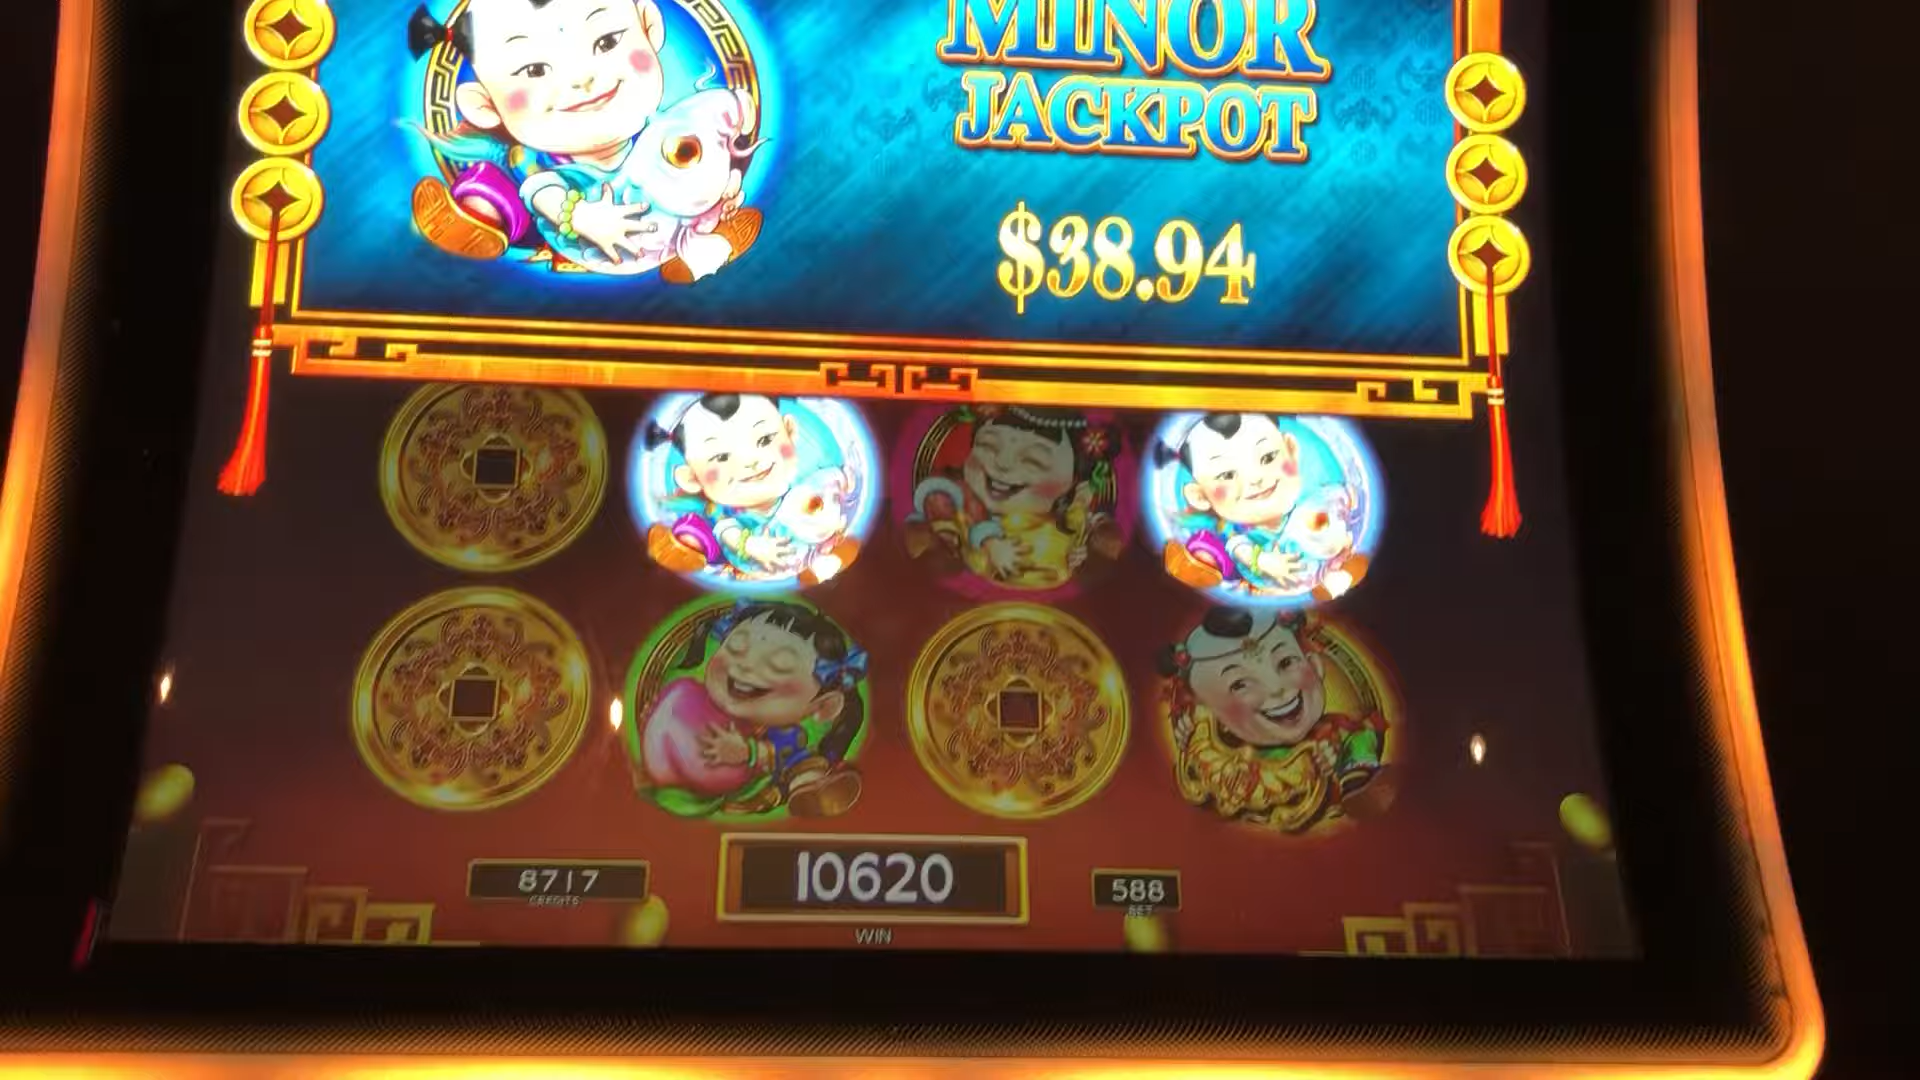 MINOR
JACKPOT
$38.94
8717
CREDITS
10620
WIN
588
BET